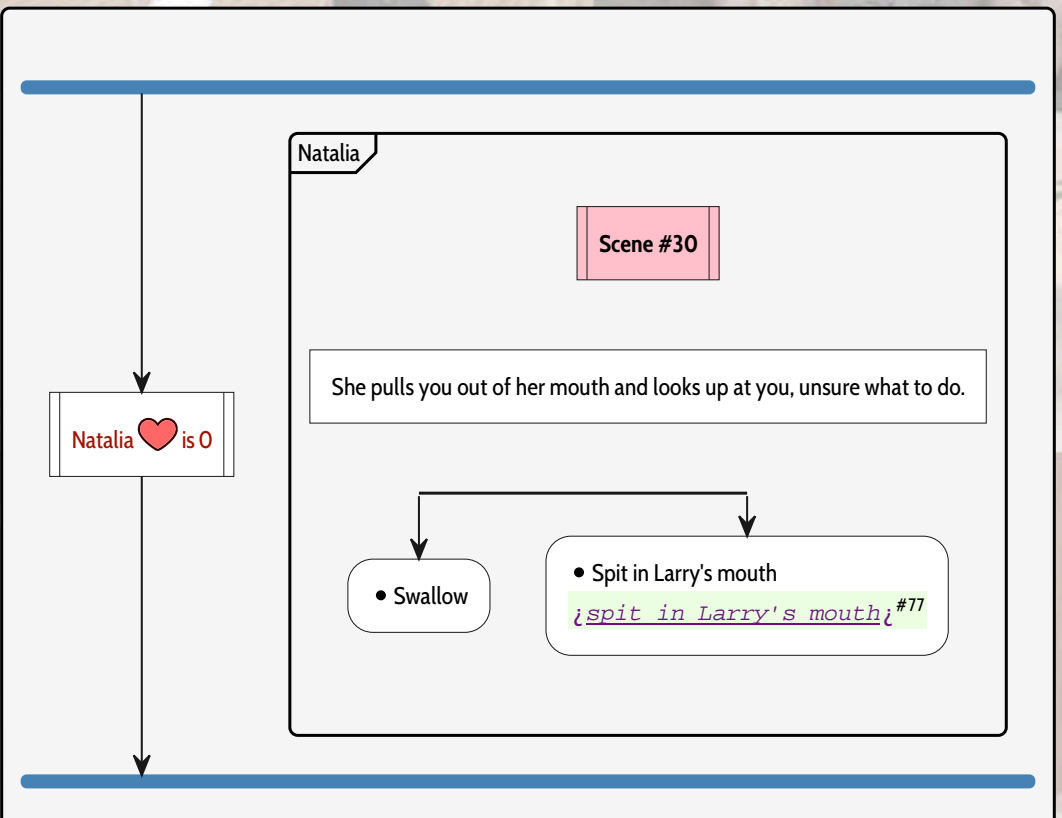 Natalia
Scene #30
She pulls you out of her mouth and looks up at you, unsure what to do.
Natalia is 0
• Swallow
• Spit in Larry's mouth
¿spit in Larry's mouth¿#77